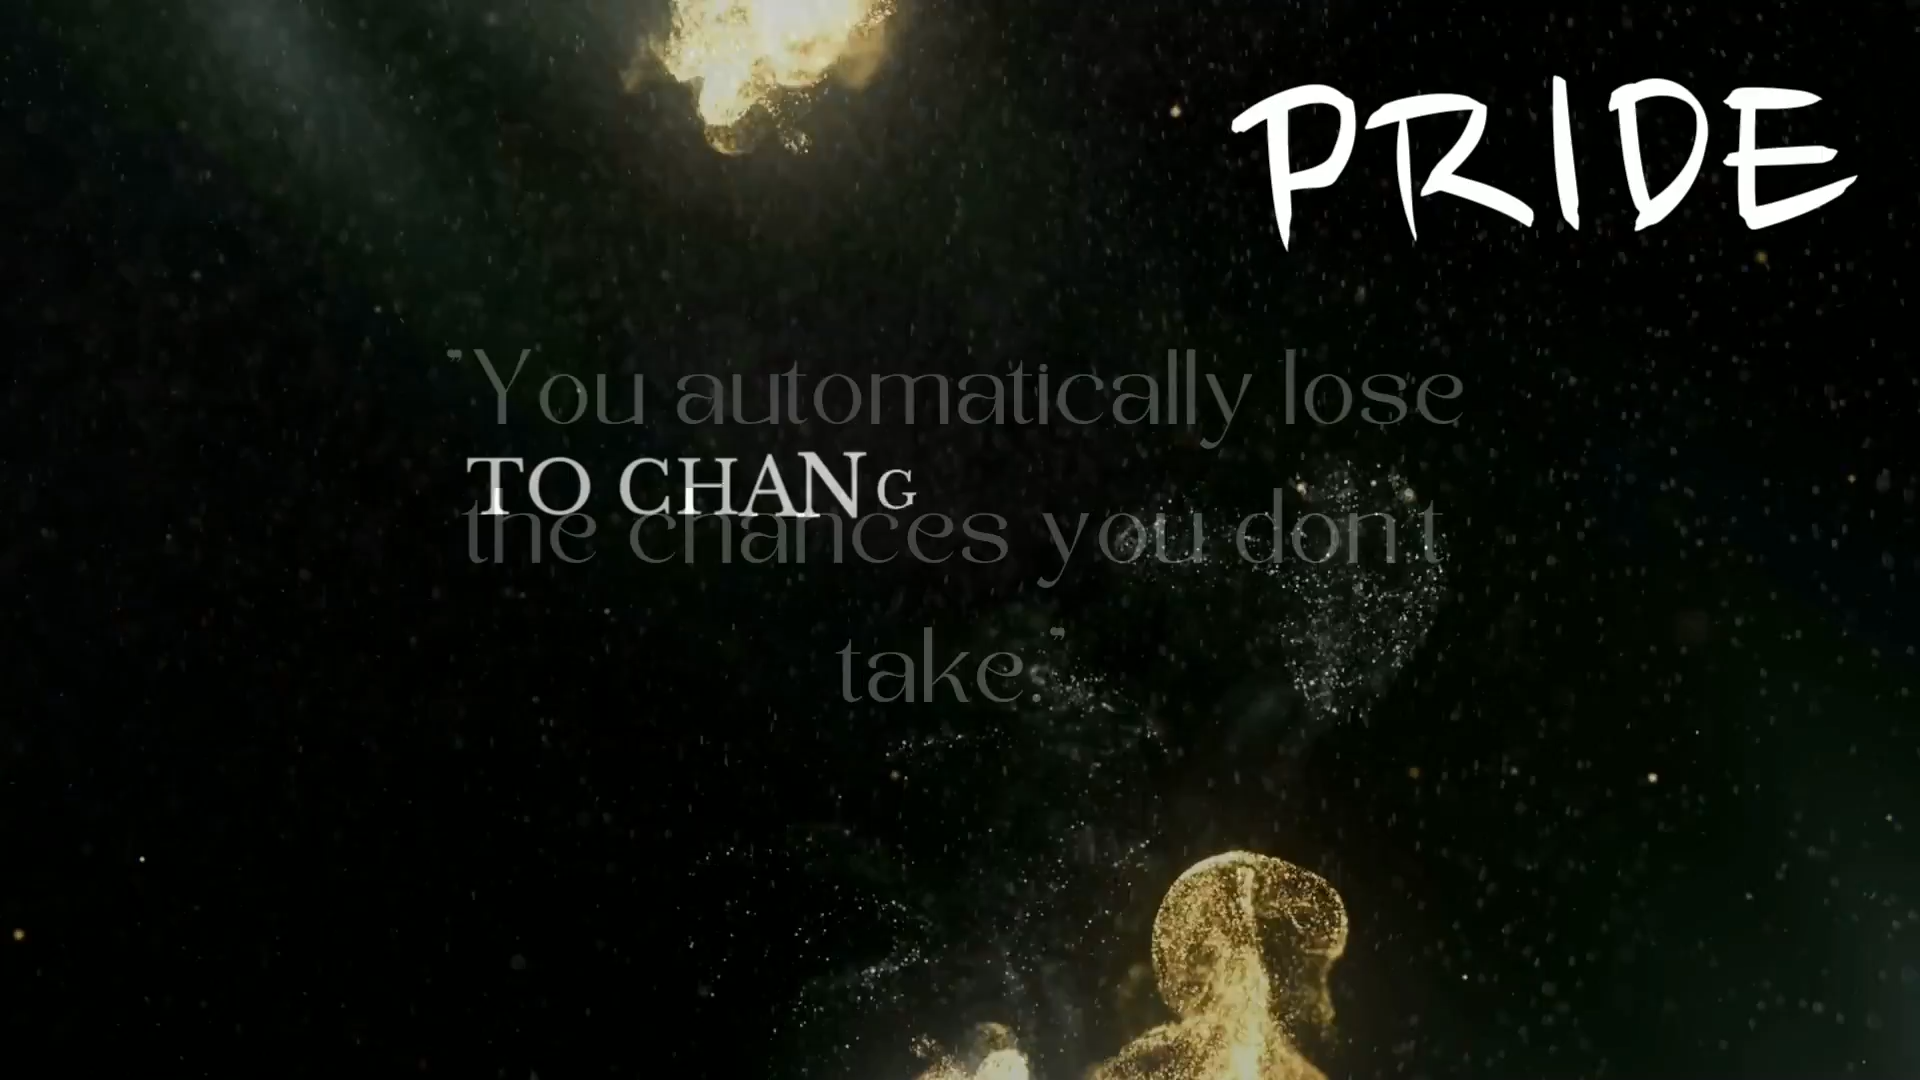 PRIDE
"You automatically lose
TO CHANG
the chances you don't
take."